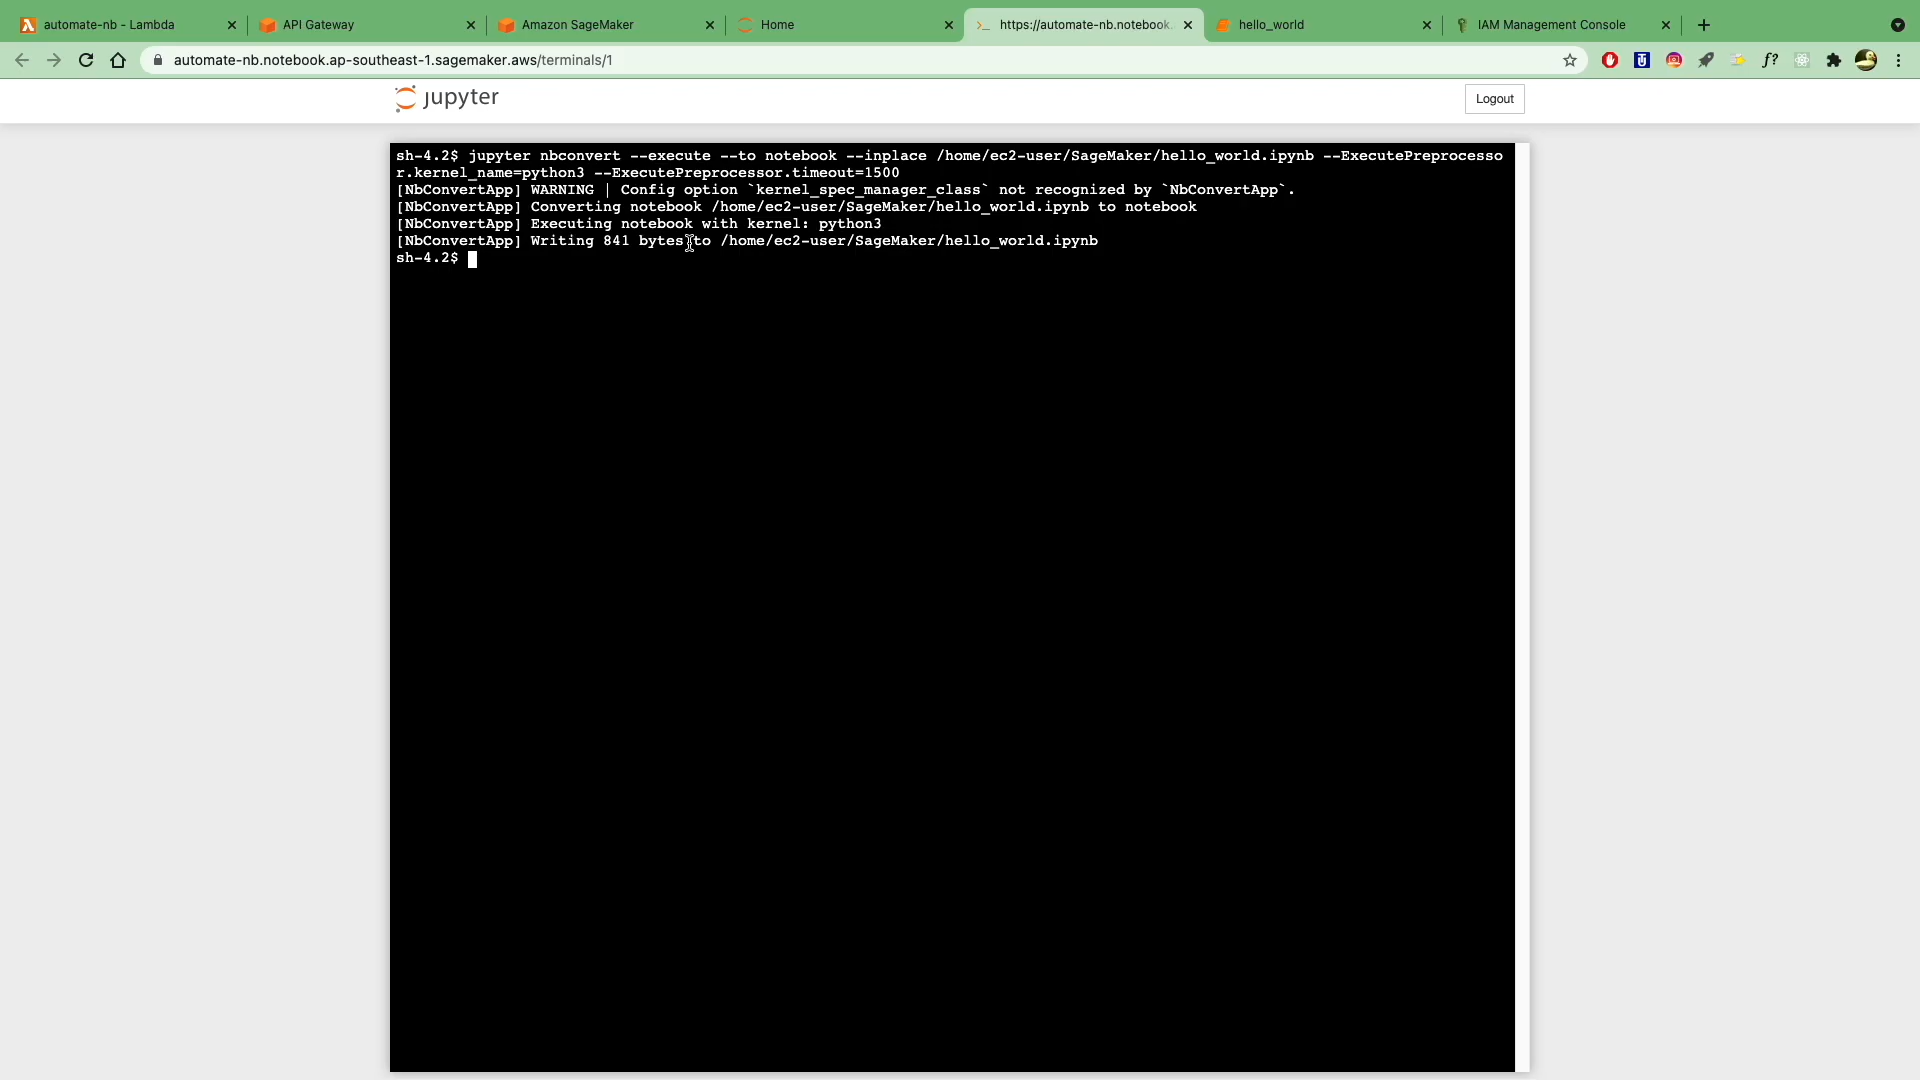 automate-nb - Lambda
API Gateway
Amazon SageMaker
Home
https://automate-nb.notebook.
hello_world
IAM Management Console
automate-nb.notebook.ap-southeast-1.sagemaker.aws/terminals/1
f?
jupyter
Logout
sh-4.2$ jupyter nbconvert --execute --to notebook --inplace /home/ec2-user/SageMaker/hello_world.ipynb --ExecutePreprocesso
r.kernel_name=python3 --ExecutePreprocessor.timeout=1500
[NbConvertApp] WARNING | Config option `kernel_spec_manager_class` not recognized by `NbConvertApp`.
[NbConvertApp] Converting notebook /home/ec2-user/SageMaker/hello_world.ipynb to notebook
[NbConvertApp] Executing notebook with kernel: python3
[NbConvertApp] Writing 841 bytes to /home/ec2-user/SageMaker/hello_world.ipynb
sh-4.2$